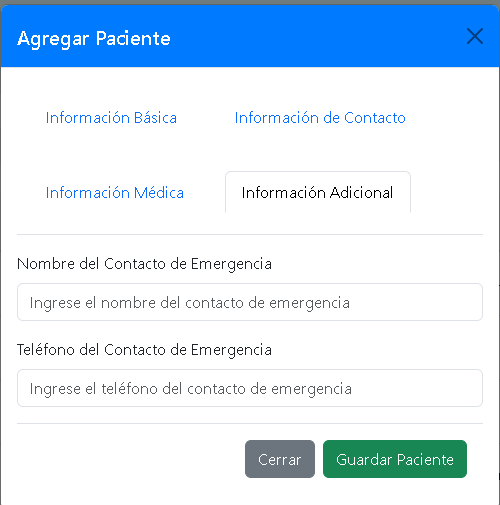 Agregar Paciente
Información Básica
Información de Contacto
Información Médica
Información Adicional
Nombre del Contacto de Emergencia
Ingrese el nombre del contacto de emergencia
Teléfono del Contacto de Emergencia
Ingrese el teléfono del contacto de emergencia
Cerrar
Guardar Paciente